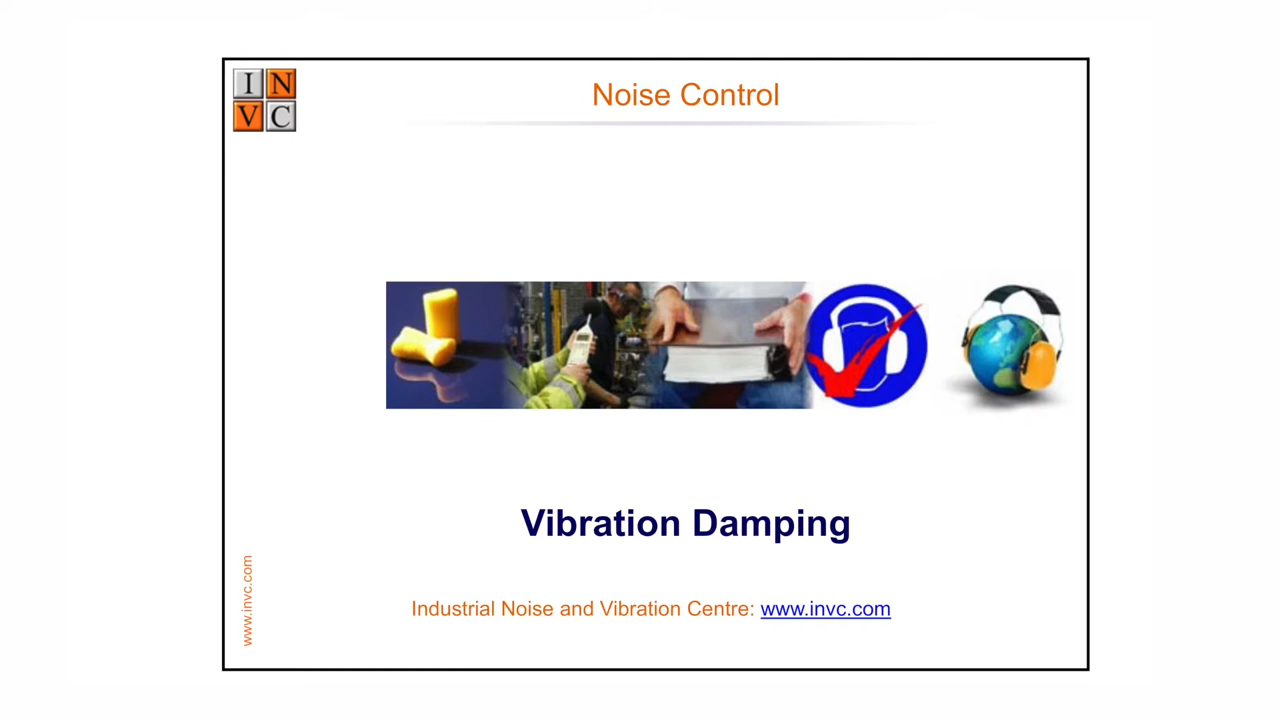 I N
V C
Noise Control
Vibration Damping
Industrial Noise and Vibration Centre: www.invc.com
www.invc.com